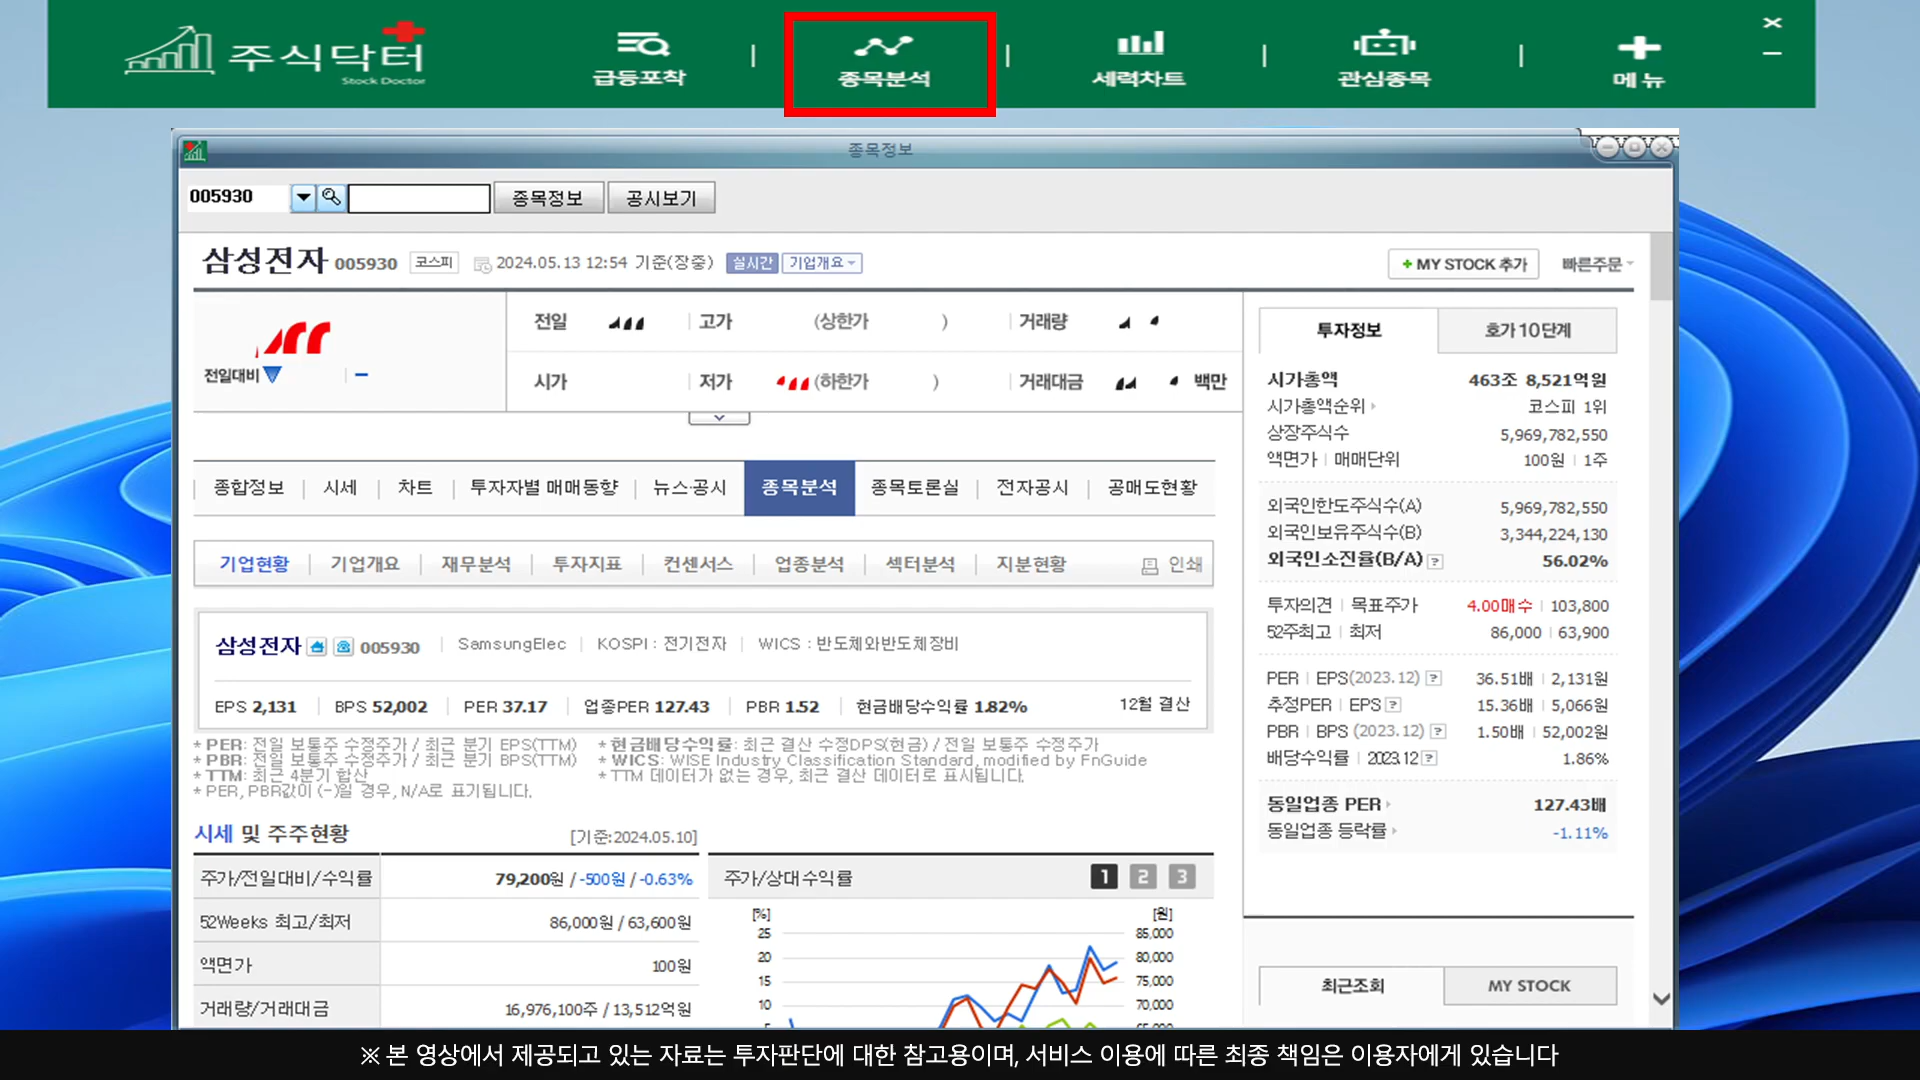 주식닥터
Stock Doctor
급등포착
종목분석
세력차트
관심종목
메뉴
종목정보
005930
종목정보
공시보기
삼성전자 005930 코스피 2024.05.13 12:54 기준(장중) 실시간 기업개요
+ MY STOCK 추가 빠른주문
전일 고가 (상한가 ) 거래량
전일대비
시가 저가 (하한가 ) 거래대금 백만
투자정보 호가 10단계
시가총액 463조 8,521억원
시가총액순위 코스피 1위
상장주식수 5,969,782,550
액면가 | 매매단위 100원 | 1주
외국인한도주식수(A) 5,969,782,550
외국인보유주식수(B) 3,344,224,130
외국인소진율(B/A) ? 56.02%
투자의견 | 목표주가 4.00매수 | 103,800
52주최고 | 최저 86,000 | 63,900
PER | EPS(2023.12) ? 36.51배 | 2,131원
추정PER | EPS ? 15.36배 | 5,066원
PBR | BPS (2023.12) ? 1.50배 | 52,002원
배당수익률 | 2023.12 ? 1.86%
동일업종 PER 127.43배
동일업종 등락률 -1.11%
최근조회 MY STOCK
종합정보 시세 차트 투자자별 매매동향 뉴스·공시 종목분석 종목토론실 전자공시 공매도현황
기업현황 기업개요 재무분석 투자지표 컨센서스 업종분석 섹터분석 지분현황 인쇄
삼성전자 005930 | SamsungElec | KOSPI : 전기전자 | WICS : 반도체와반도체장비
EPS 2,131 | BPS 52,002 | PER 37.17 | 업종PER 127.43 | PBR 1.52 | 현금배당수익률 1.82% 12월 결산
* PER: 전일 보통주 수정주가 / 최근 분기 EPS(TTM) * 현금배당수익률: 최근 결산 수정DPS(현금) / 전일 보통주 수정주가
* PBR: 전일 보통주 수정주가 / 최근 분기 BPS(TTM) * WICS: WISE Industry Classification Standard, modified by FnGuide
* TTM: 최근 4분기 합산 * TTM 데이터가 없는 경우, 최근 결산 데이터로 표시됩니다.
* PER, PBR값이 (-)일 경우, N/A로 표기됩니다.
시세 및 주주현황 [기준:2024.05.10]
주가/전일대비/수익률 79,200원 / -500원 / -0.63%
52Weeks 최고/최저 86,000원 / 63,600원
액면가 100원
거래량/거래대금 16,976,100주 / 13,512억원
주가/상대수익률 1 2 3
[%] [원]
25 85,000
20 80,000
15 75,000
10 70,000
5 65,000
※ 본 영상에서 제공되고 있는 자료는 투자판단에 대한 참고용이며, 서비스 이용에 따른 최종 책임은 이용자에게 있습니다